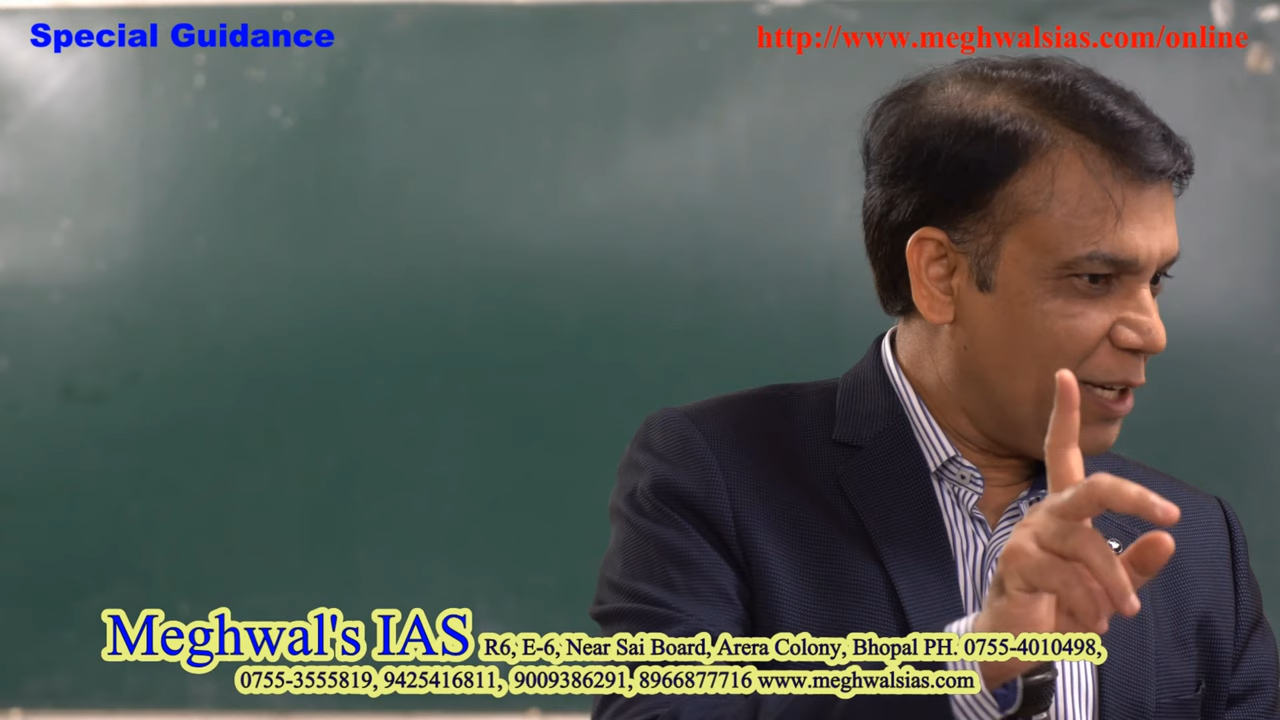 Special Guidance
http://www.meghwalsias.com/online
Meghwal's IAS R6, E-6, Near Sai Board, Arera Colony, Bhopal PH. 0755-4010498,
0755-3555819, 9425416811, 9009386291, 8966877716 www.meghwalsias.com